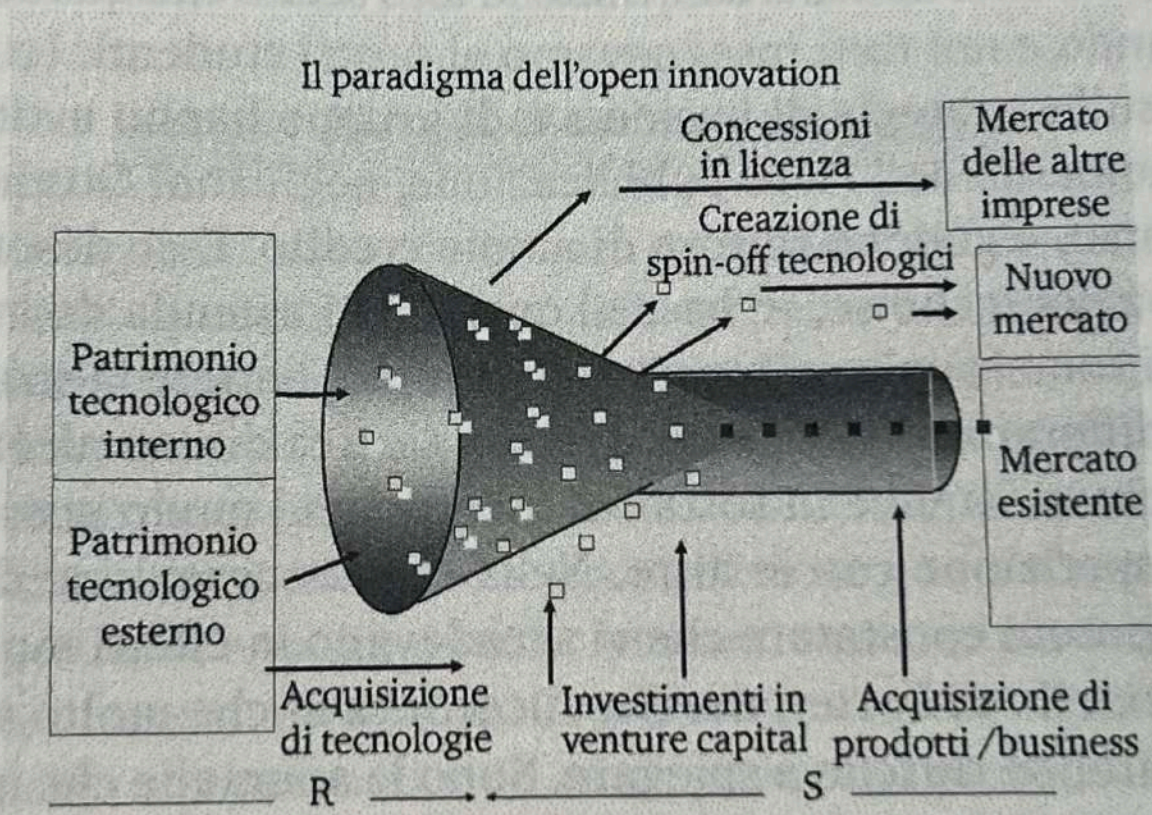 Il paradigma dell'open innovation
Concessioni
in licenza
Mercato
delle altre
imprese
Creazione di
spin-off tecnologici
Nuovo
mercato
Patrimonio
tecnologico
interno
Mercato
esistente
Patrimonio
tecnologico
esterno
Acquisizione
di tecnologie
Investimenti in
venture capital
Acquisizione di
prodotti /business
R
S